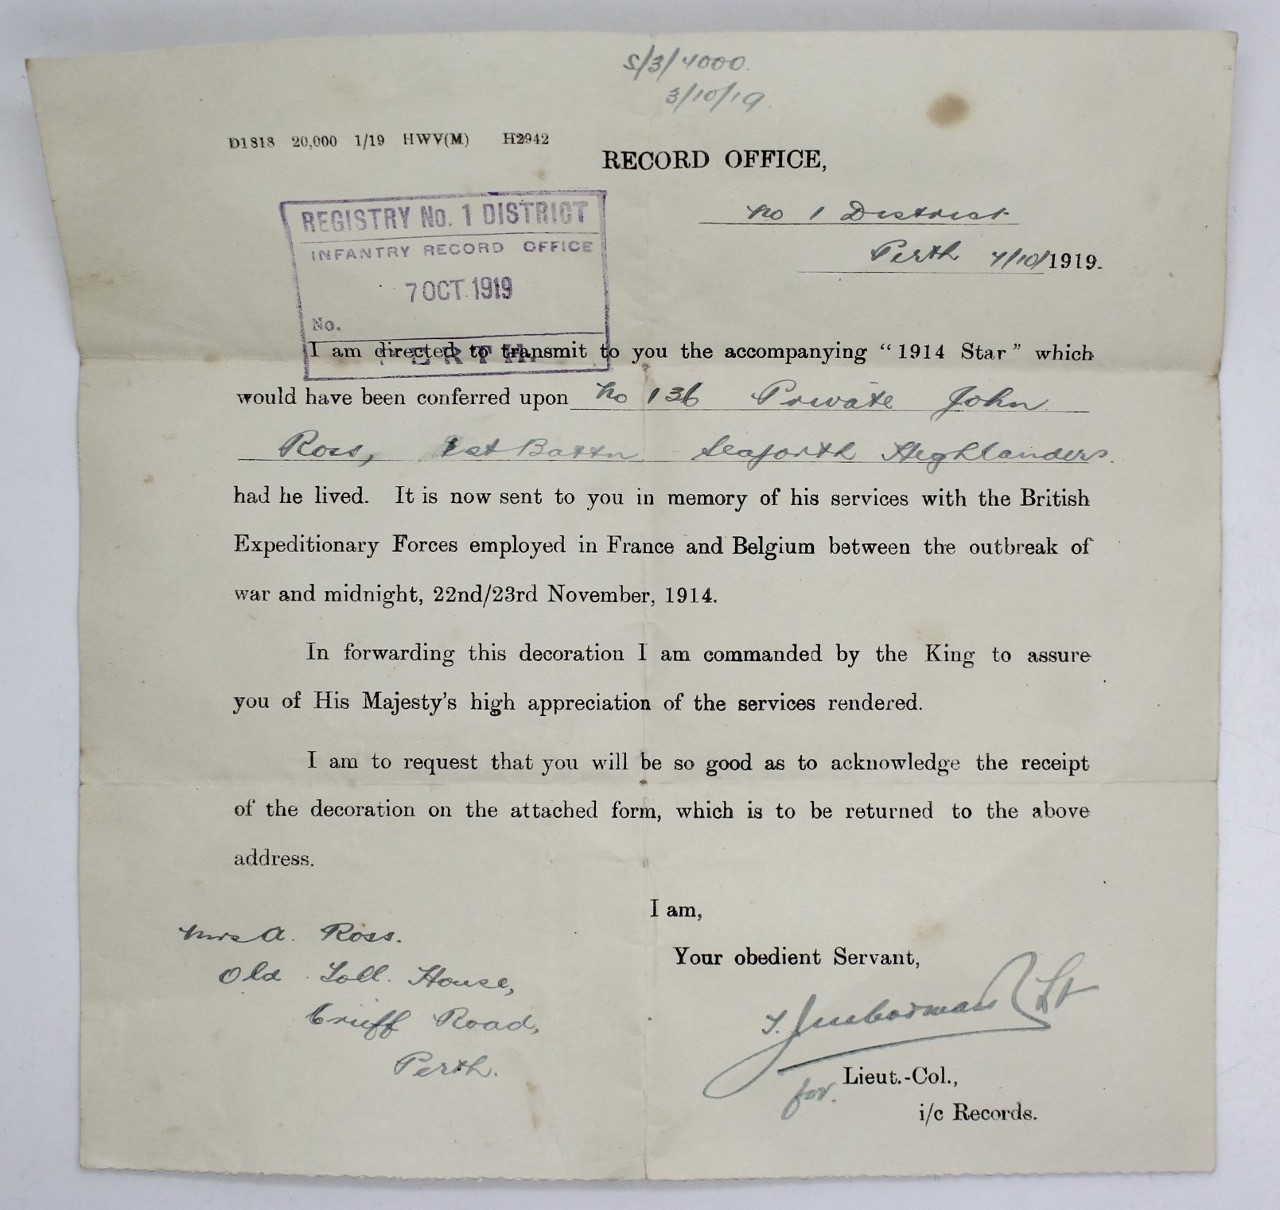 S/3/4000.
3/10/19.
D1818 20,000 1/19 HWV(M) H2942
RECORD OFFICE,
No 1 District
Perth 7/10/1919.
REGISTRY No. 1 DISTRICT
INFANTRY RECORD OFFICE
7 OCT 1919
No.
PERTH.
I am directed to transmit to you the accompanying "1914 Star" which
would have been conferred upon No 136 Private John
Ross, 1st Battn Seaforth Highlanders.
had he lived. It is now sent to you in memory of his services with the British
Expeditionary Forces employed in France and Belgium between the outbreak of
war and midnight, 22nd/23rd November, 1914.
In forwarding this decoration I am commanded by the King to assure
you of His Majesty's high appreciation of the services rendered.
I am to request that you will be so good as to acknowledge the receipt
of the decoration on the attached form, which is to be returned to the above
address.
I am,
Your obedient Servant,
Mrs A. Ross.
Old Toll House,
Crieff Road,
Perth.
Lt
for. Lieut.-Col.,
i/c Records.